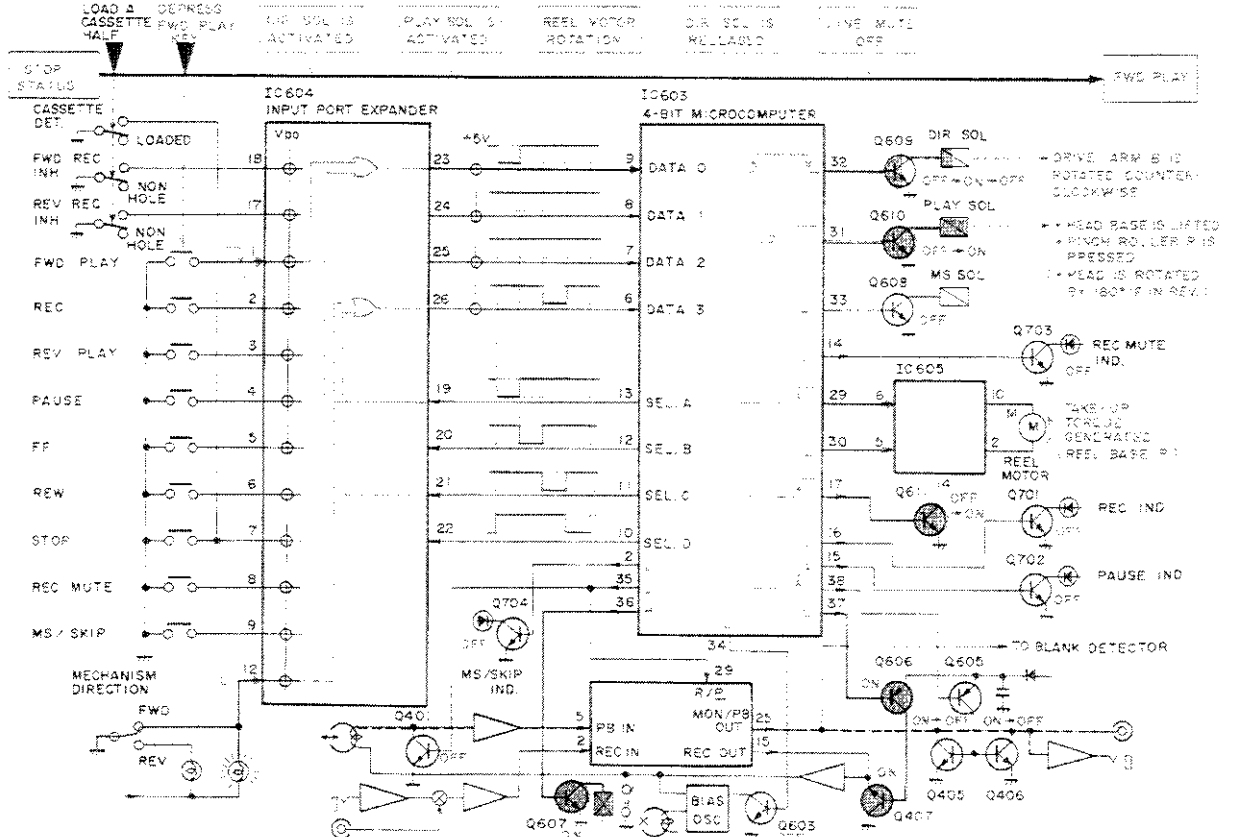 LOAD A
CASSETTE
HALF
DEPRESS
FWD PLAY
KEY
DIR SOL IS
ACTIVATED
PLAY SOL IS
ACTIVATED
REEL MOTOR
ROTATION
DIR SOL IS
RELEASED
LINE MUTE
OFF
STOP
STATUS
FWD PLAY
IC604
INPUT PORT EXPANDER
IC603
4-BIT MICROCOMPUTER
CASSETTE
DET.
LOADED
VDD
+5V
FWD REC
INH
NON
HOLE
18
23
9
DATA 0
32
Q609
DIR SOL
OFF→ON→OFF
DRIVE ARM B IS
ROTATED COUNTER-
CLOCKWISE
REV REC
INH
NON
HOLE
17
24
8
DATA 1
31
Q610
PLAY SOL
OFF→ON
HEAD BASE IS LIFTED
PINCH ROLLER R IS
PRESSED
HEAD IS ROTATED
BY 180° IF IN REV.
FWD PLAY
25
7
DATA 2
REC
2
26
6
DATA 3
33
Q608
MS SOL
OFF
REV PLAY
3
14
Q703
REC MUTE
IND.
OFF
PAUSE
4
19
13
SEL. A
29
6
IC605
10
M
M
TAKE-UP
TORQUE
GENERATED
REEL
MOTOR
FF
5
20
12
SEL. B
30
5
2
14
REW
6
21
11
SEL. C
17
OFF
→ON
Q701
REC IND
OFF
STOP
7
22
10
SEL. D
16
15
Q702
PAUSE IND
OFF
REC MUTE
8
2
35
36
38
37
MS/SKIP
9
Q704
OFF
MS/SKIP
IND.
34
TO BLANK DETECTOR
12
MECHANISM
DIRECTION
FWD
REV
29
R/P
5
PB IN
MON/PB
OUT
25
2
REC IN
REC OUT
15
OFF
Q606
ON
Q605
ON→OFF
ON→OFF
Q405
Q406
ON
Q407
Q607
ON
BIAS
OSC
Q603
OFF